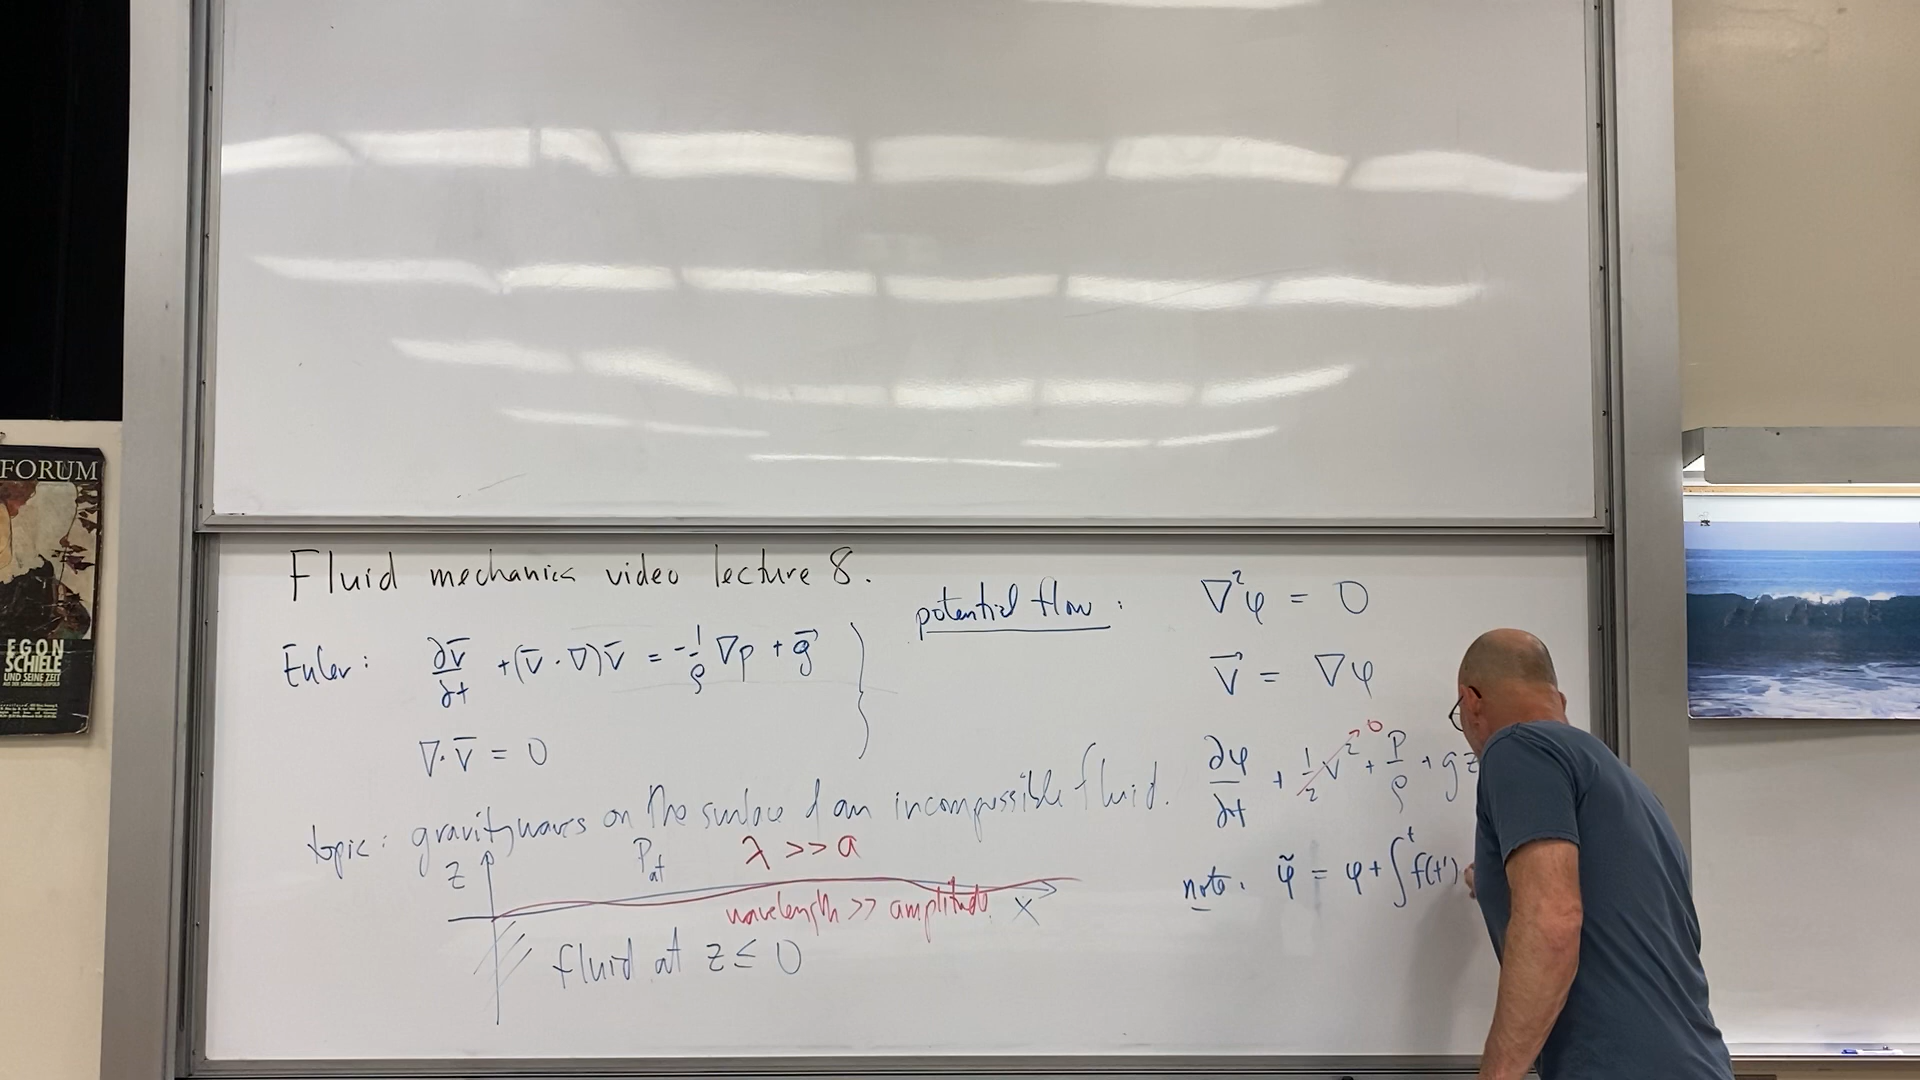 FORUM
EGON
SCHIELE
UND SEINE ZEIT
Fluid mechanics video lecture 8.
Euler: ∂v̄/∂t + (v̄ · ∇)v̄ = -1/ρ ∇p + g⃗
∇·v̄ = 0
topic: gravity waves on the surface of an incompressible fluid.
z P_at λ >> a
wavelength >> amplitude x
fluid at z ≤ 0
potential flow: ∇²φ = 0
v⃗ = ∇φ
∂φ/∂t + 1/2 v² → 0 + P/ρ + gz
note: φ̃ = φ + ∫^t f(t')